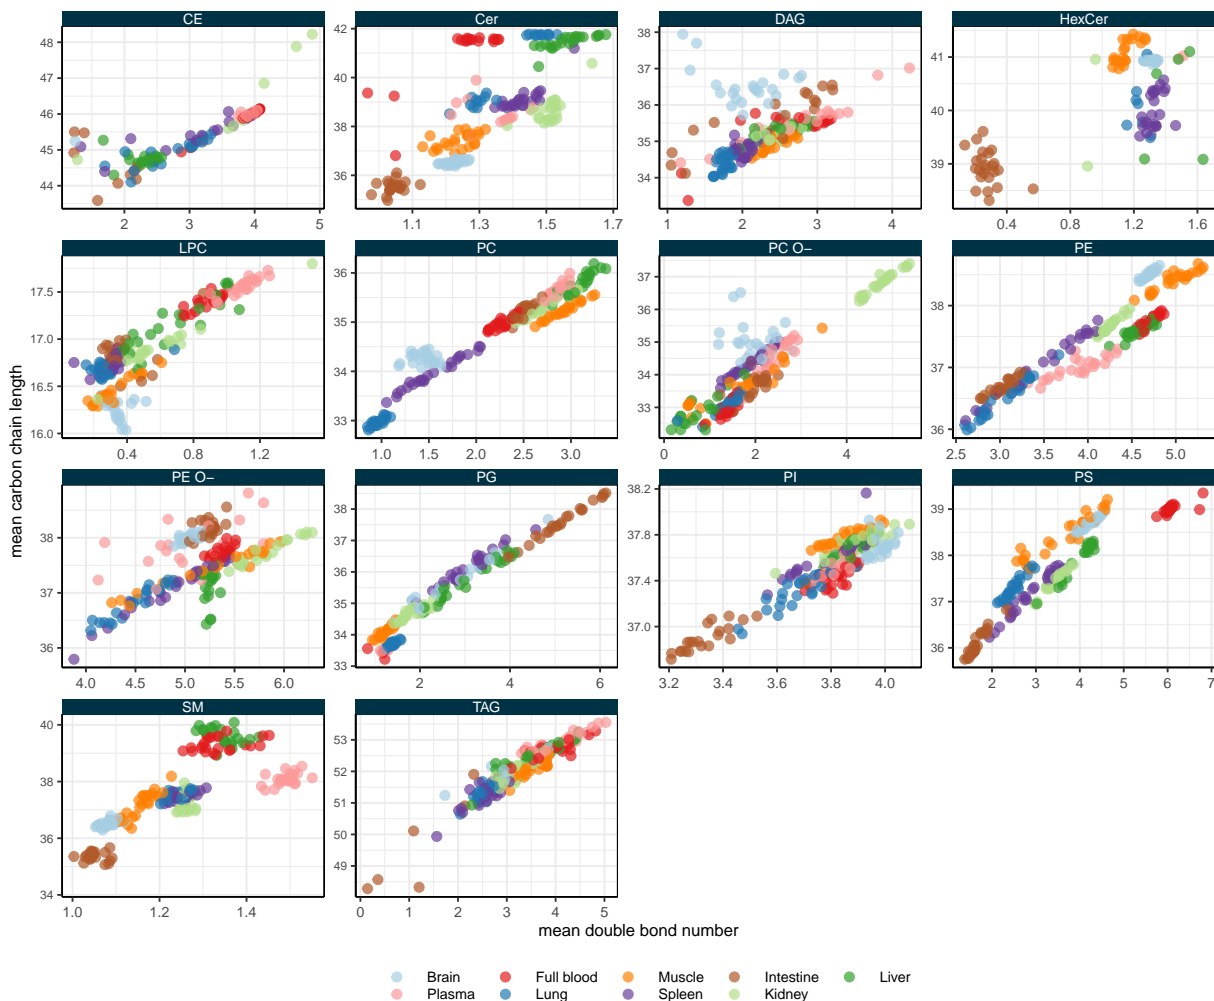 CE Cer DAG HexCer
48
46
44
1 2 3 4 5
42
40
38
36
1.1 1.3 1.5 1.7
38
37
36
35
34
1 2 3 4
41
40
39
0.4 0.8 1.2 1.6
LPC PC PC O− PE
17.5
17.0
16.5
16.0
0.4 0.8 1.2
36
35
34
33
1.0 1.5 2.0 2.5 3.0
37
36
35
34
33
0 2 4
38
37
36
2.5 3.0 3.5 4.0 4.5 5.0
mean carbon chain length
PE O− PG PI PS
38
37
36
4.0 4.5 5.0 5.5 6.0
38
37
36
35
34
33
2 4 6
38.2
37.8
37.4
37.0
3.2 3.4 3.6 3.8 4.0
39
38
37
36
2 3 4 5 6 7
SM TAG
40
38
36
34
1.0 1.2 1.4
53
52
51
50
49
48
0 1 2 3 4 5
mean double bond number
Brain Full blood Muscle Intestine Liver
Plasma Lung Spleen Kidney